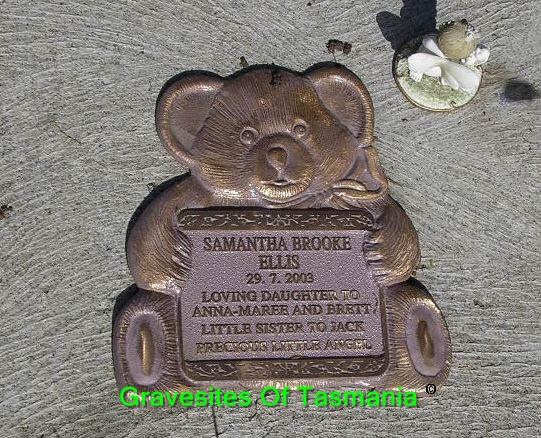 SAMANTHA BROOKE
ELLIS
29. 7. 2003
LOVING DAUGHTER TO
ANNA-MAREE AND BRETT
LITTLE SISTER TO JACK
PRECIOUS LITTLE ANGEL
Gravesites Of Tasmania ©